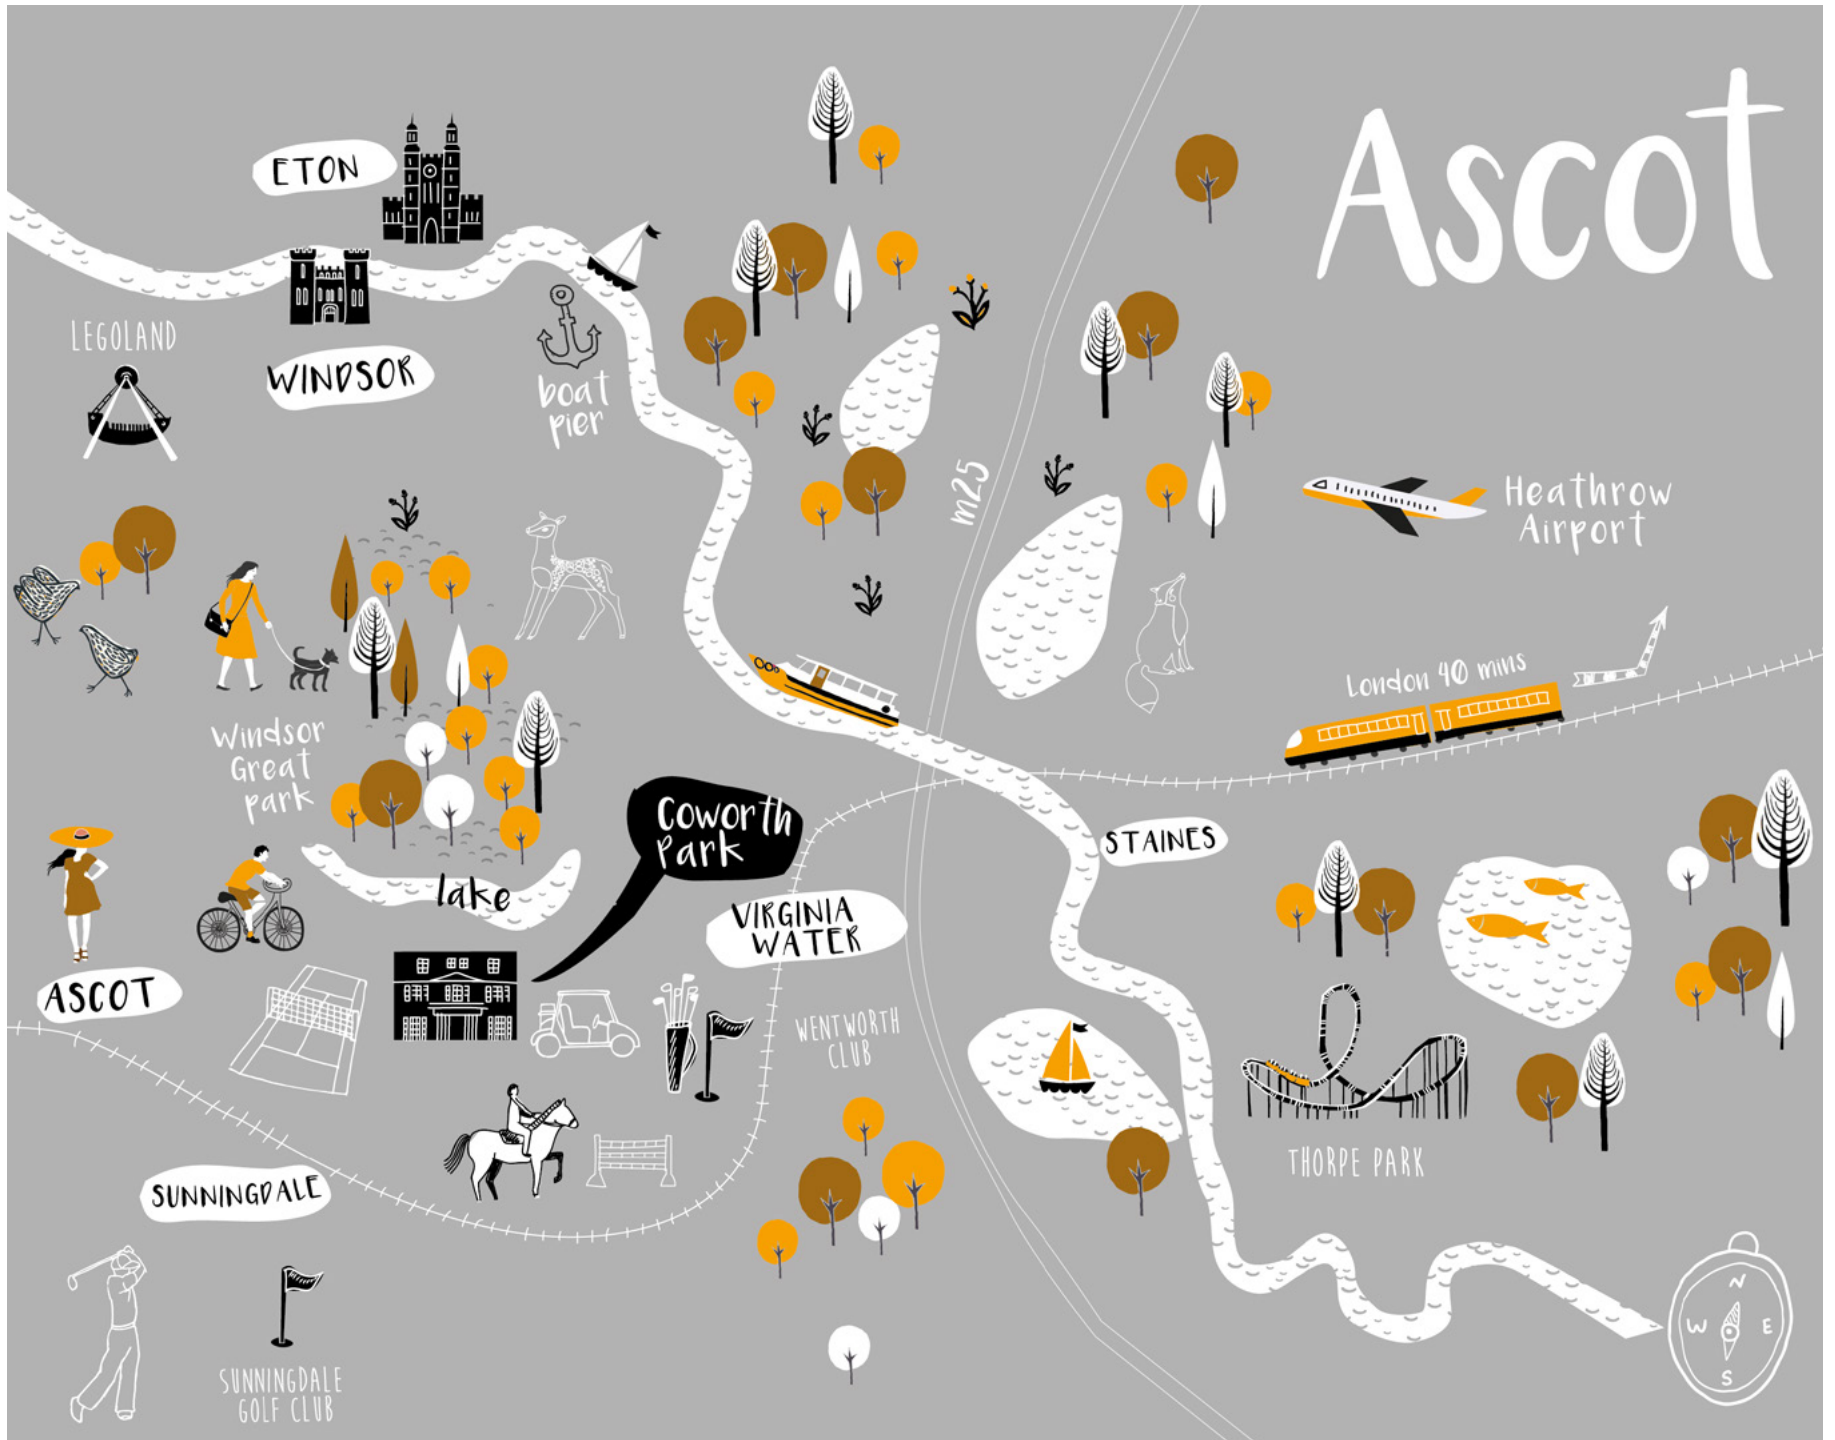 Ascot
ETON
LEGOLAND
WINDSOR
boat
pier
m25
Heathrow
Airport
London 40 mins
Windsor
Great
park
Coworth
Park
STAINES
lake
VIRGINIA
WATER
ASCOT
WENTWORTH
CLUB
THORPE PARK
SUNNINGDALE
SUNNINGDALE
GOLF CLUB
N
W E
S